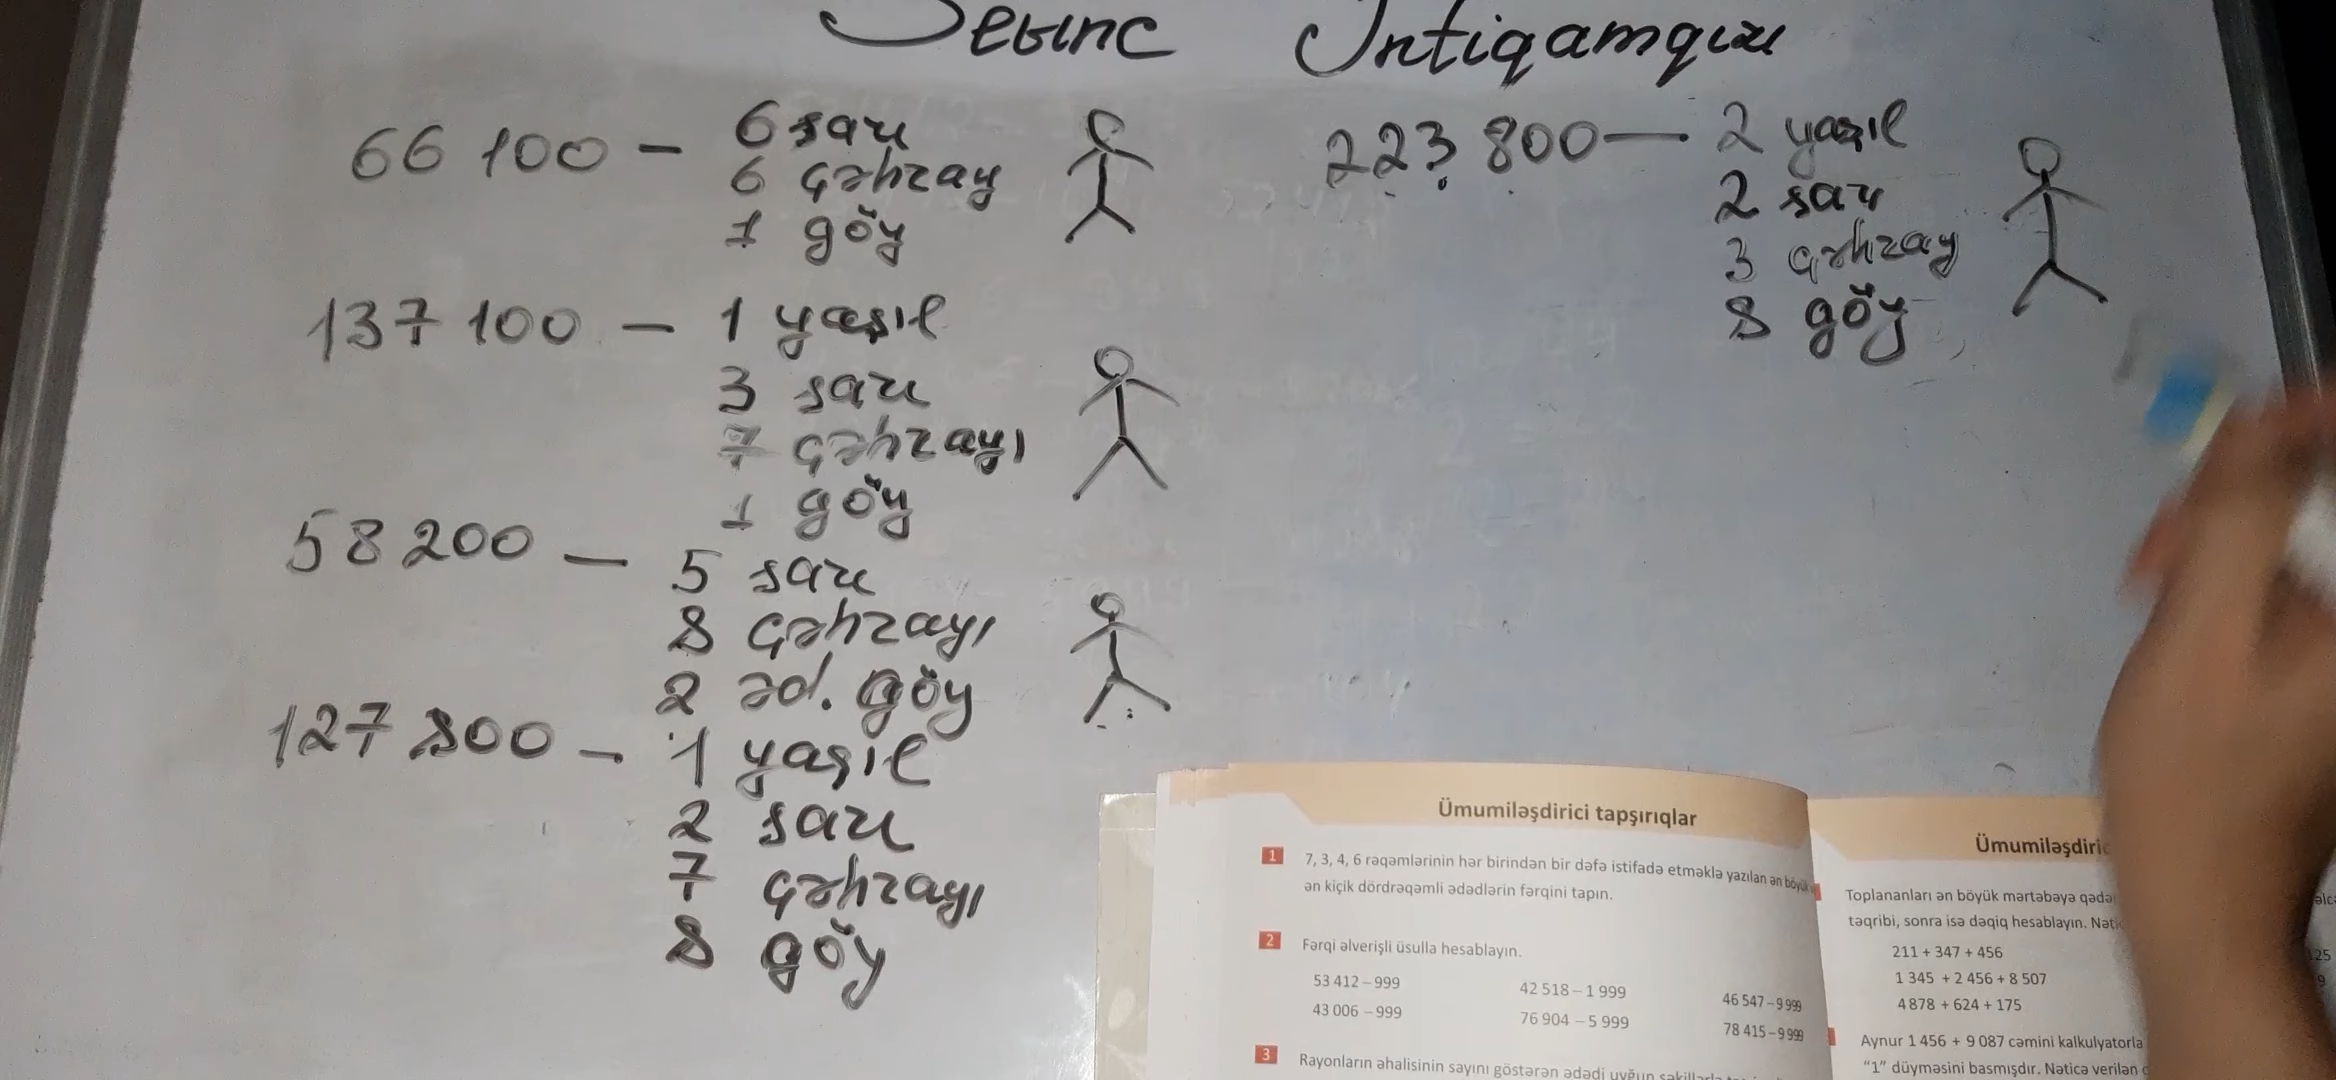 Sevinc Intiqamqızı
66 100 – 6 sarı
6 çəhrayı
1 göy
137 100 – 1 yaşıl
3 sarı
7 çəhrayı
1 göy
58 200 – 5 sarı
8 çəhrayı
2 əd. göy
127 800 – 1 yaşıl
2 sarı
7 çəhrayı
8 göy
223 800 – 2 yaşıl
2 sarı
3 çəhray
8 göy
Ümumiləşdirici tapşırıqlar
1 7, 3, 4, 6 rəqəmlərinin hər birindən bir dəfə istifadə etməklə yazılan ən böyük
ən kiçik dördrəqəmli ədədlərin fərqini tapın.
2 Fərqi əlverişli üsulla hesablayın.
53 412 – 999 42 518 – 1 999 46 547 – 9 999
43 006 – 999 76 904 – 5 999 78 415 – 9 999
3 Rayonların əhalisinin sayını göstərən ədədi uyğun şəkillərlə
Ümumiləşdiric
Toplananları ən böyük mərtəbəyə qədə
təqribi, sonra isə dəqiq hesablayın. Nəti
211 + 347 + 456
1 345 + 2 456 + 8 507
4 878 + 624 + 175
Aynur 1 456 + 9 087 cəmini kalkulyatorla
“1” düyməsini basmışdır. Nəticə verilən